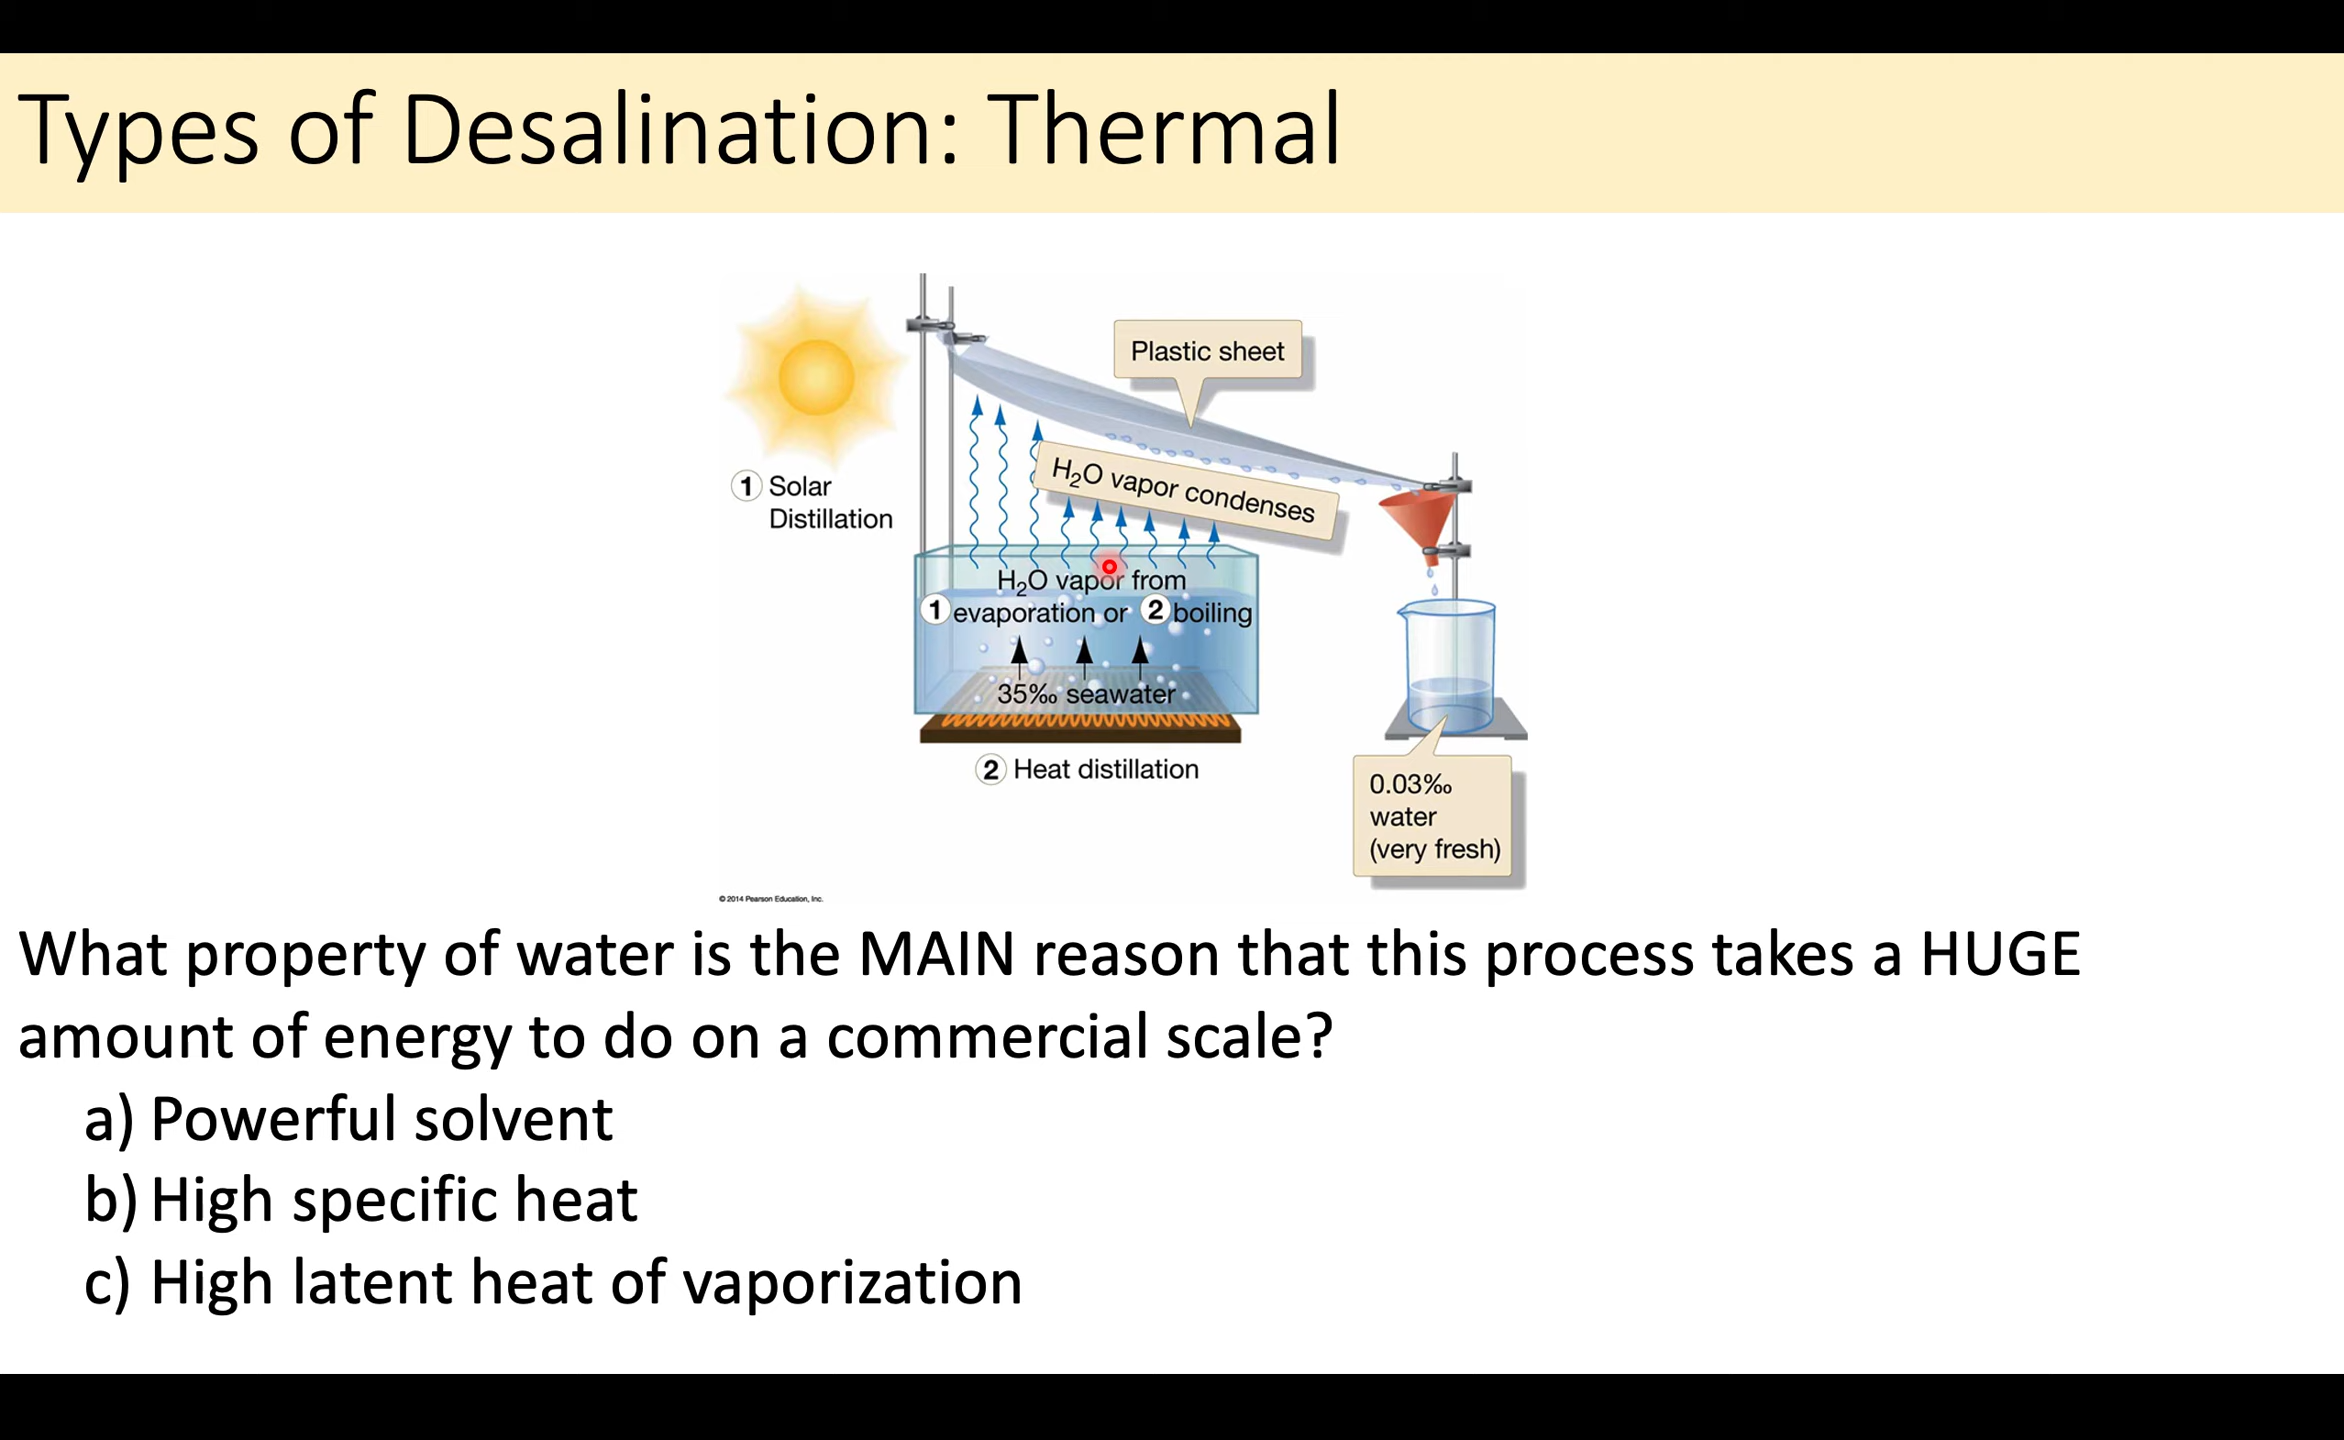 Types of Desalination: Thermal
Plastic sheet
H₂O vapor condenses
① Solar
Distillation
H₂O vapor from
① evaporation or ② boiling
35‰ seawater
② Heat distillation
0.03‰
water
(very fresh)
© 2014 Pearson Education, Inc.
What property of water is the MAIN reason that this process takes a HUGE
amount of energy to do on a commercial scale?
a) Powerful solvent
b) High specific heat
c) High latent heat of vaporization